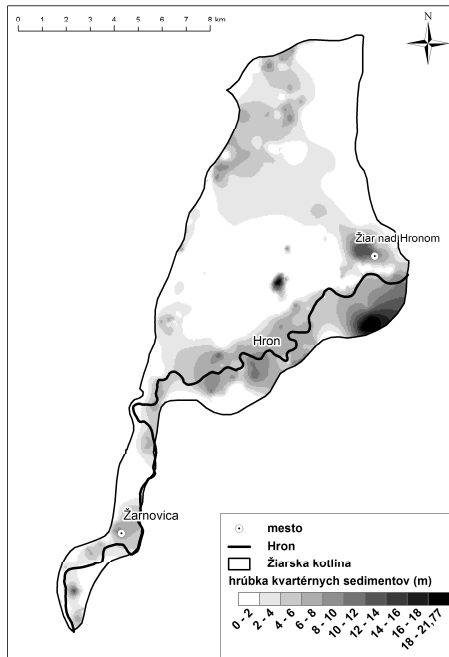 0 1 2 3 4 5 6 7 8 km
N
Žiar nad Hronom
Hron
Žarnovica
mesto
Hron
Žiarska kotlina
hrúbka kvartérnych sedimentov (m)
0 - 2
2 - 4
4 - 6
6 - 8
8 - 10
10 - 12
12 - 14
14 - 16
16 - 18
18 - 21,77